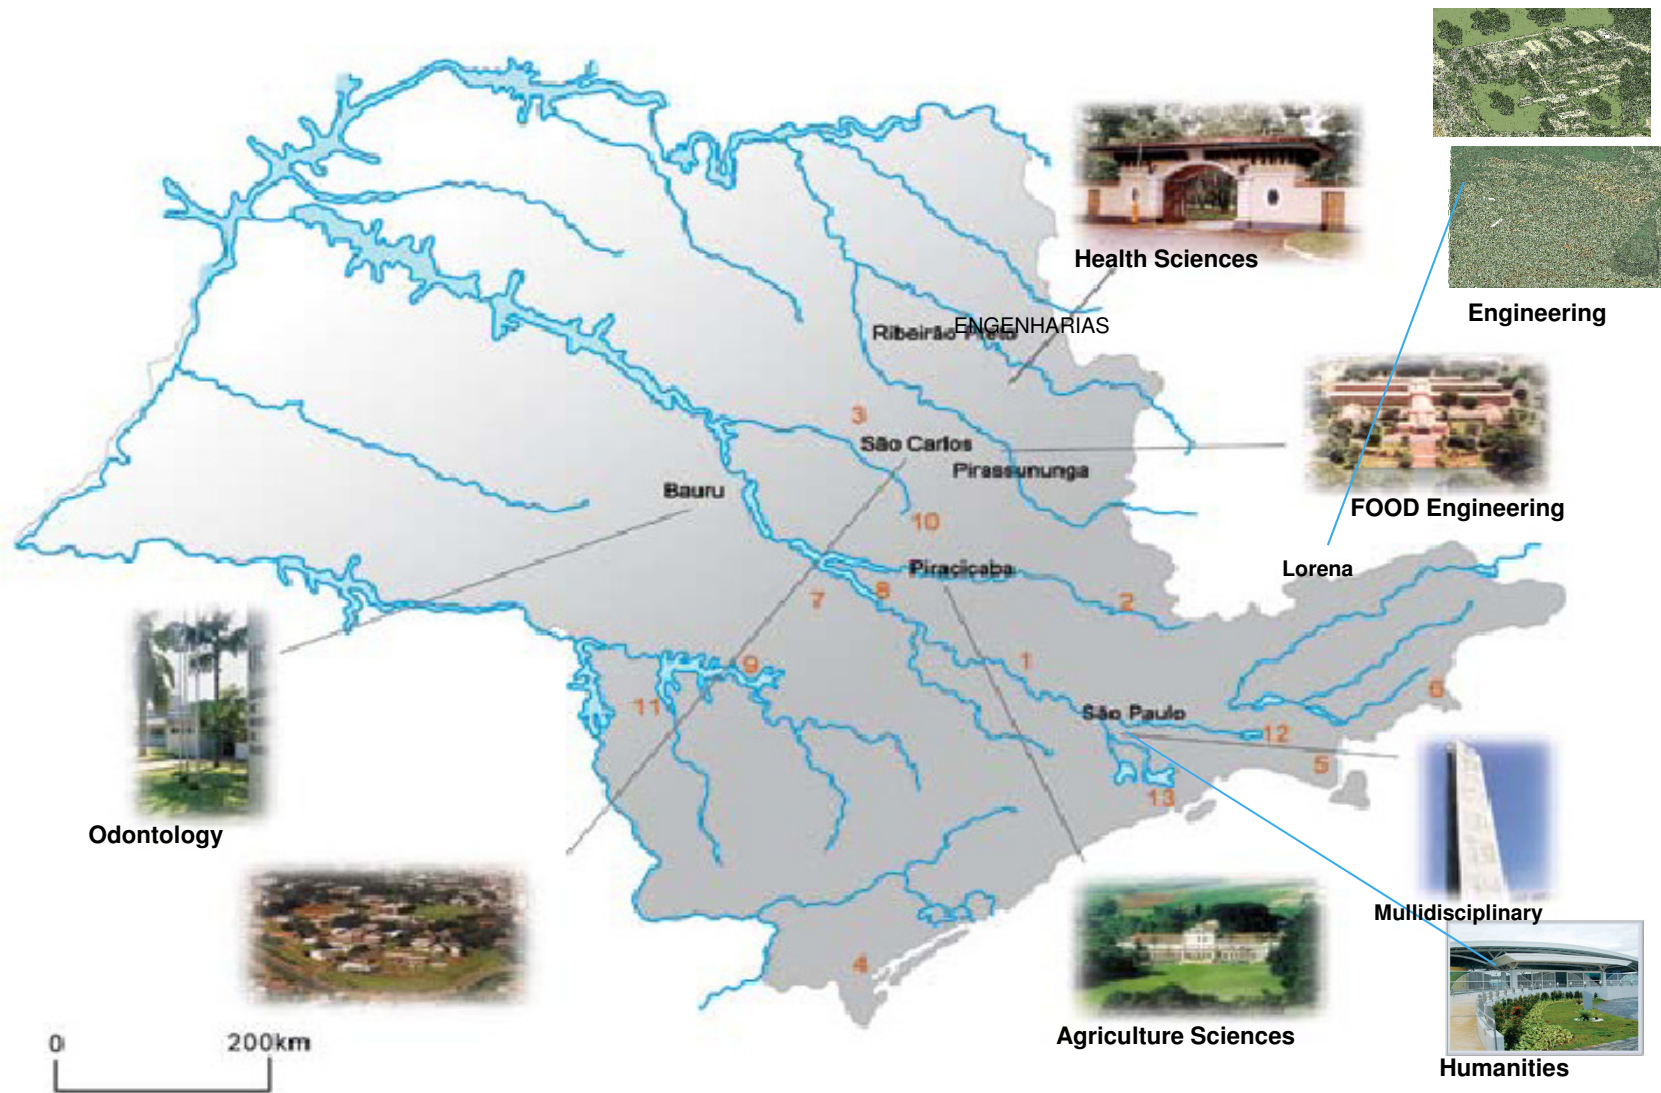 Health Sciences
Engineering
ENGENHARIAS
Ribeirão Preto
3
São Carlos
Pirassununga
Bauru
FOOD Engineering
10
Lorena
Piracicaba
7
8
2
1
9
6
11
São Paulo
12
5
13
Odontology
Mullidisciplinary
4
Agriculture Sciences
0
200km
Humanities